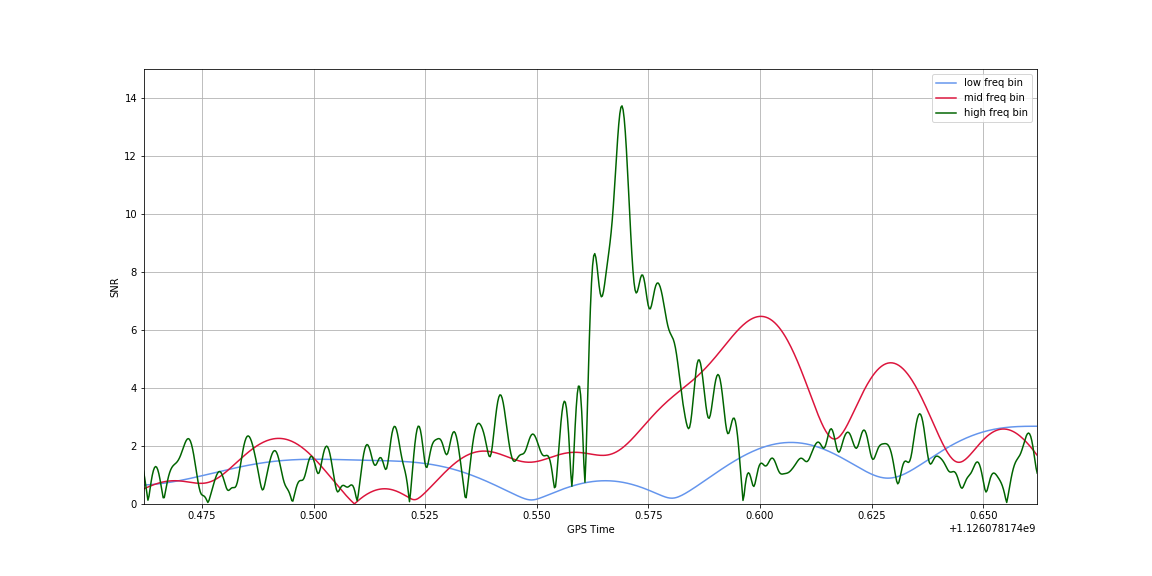 low freq bin
mid freq bin
high freq bin
14
12
10
8
6
4
2
0
SNR
0.475 0.500 0.525 0.550 0.575 0.600 0.625 0.650
GPS Time
+1.126078174e9